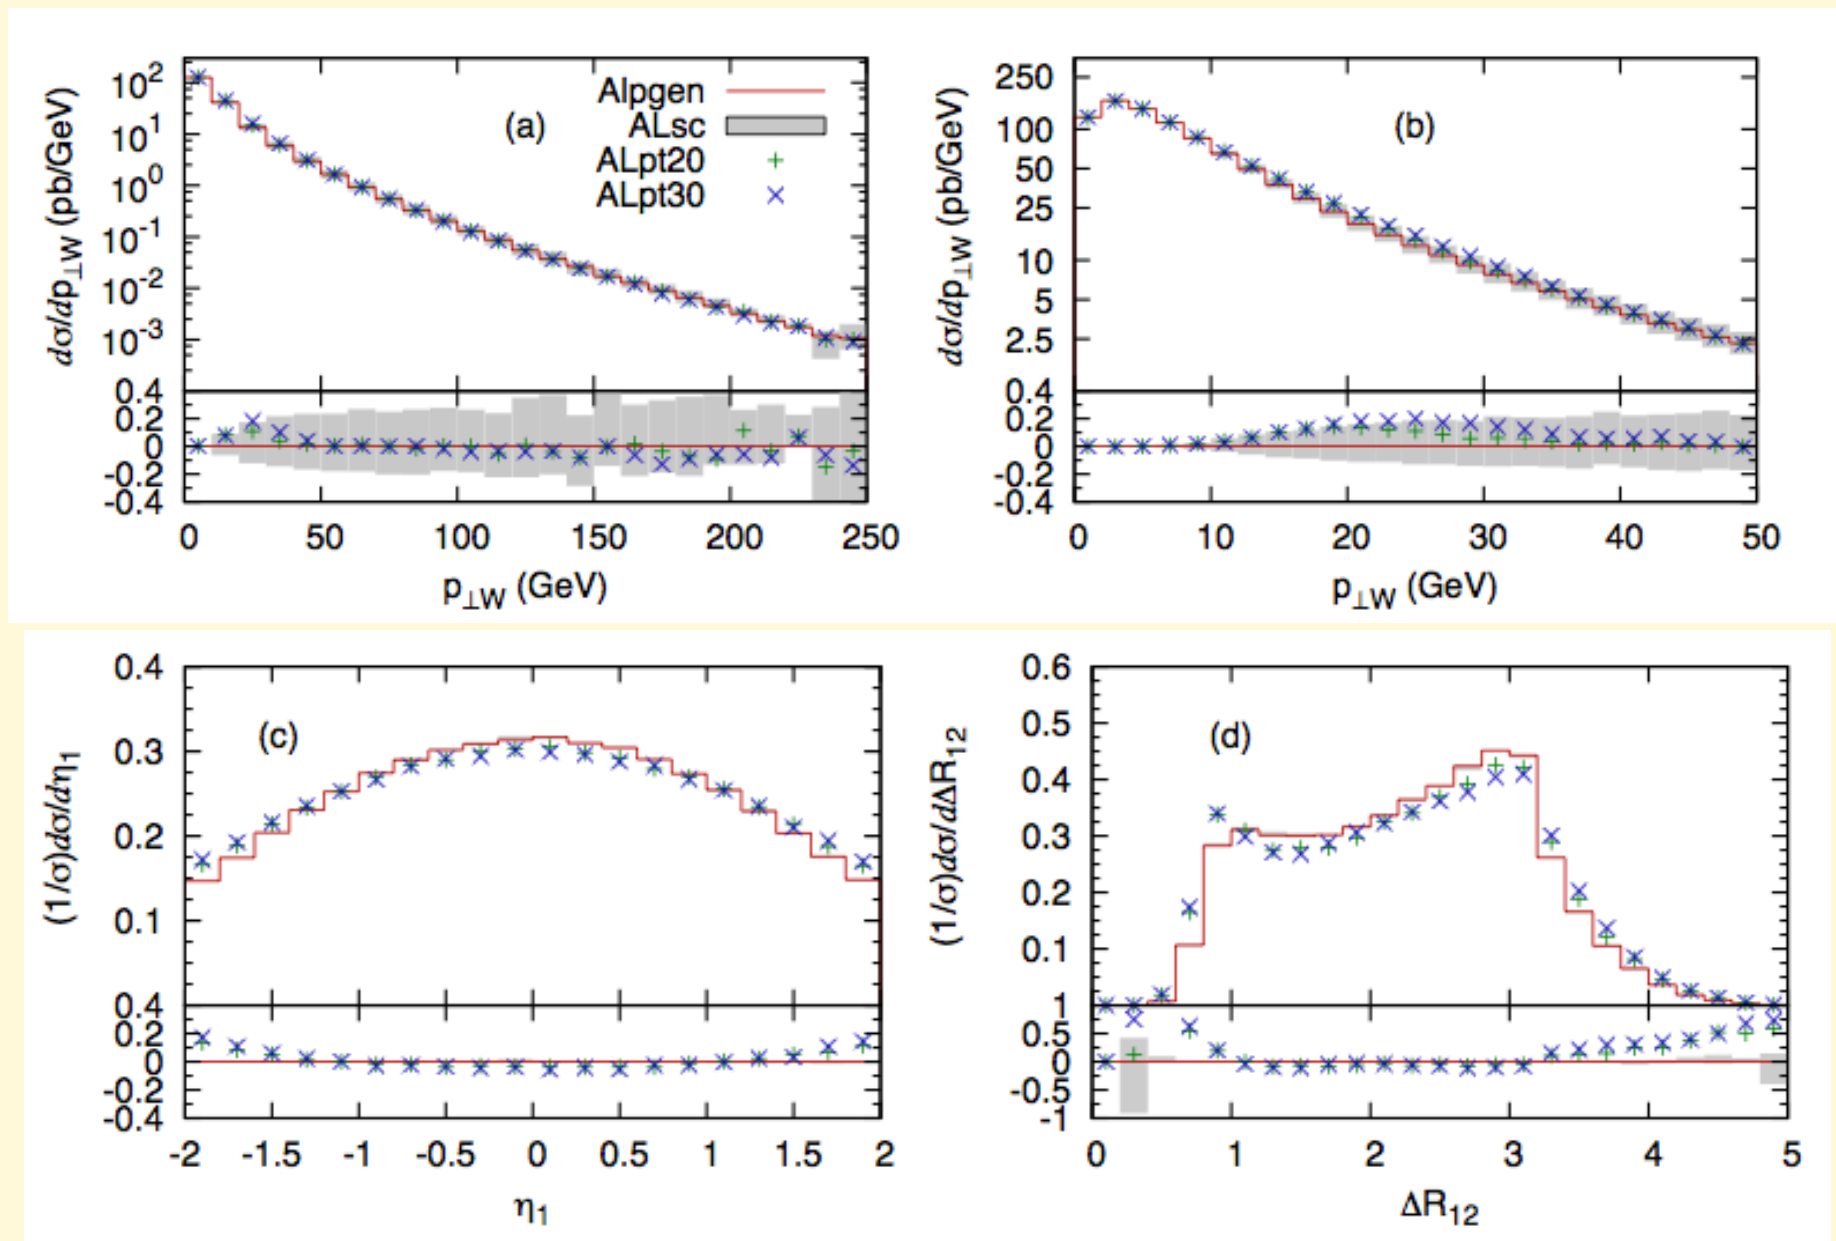 dσ/dp⊥W (pb/GeV)
10²
10¹
10⁰
10⁻¹
10⁻²
10⁻³
(a)
Alpgen
ALsc
ALpt20
ALpt30
0.4
0.2
0
-0.2
-0.4
0 50 100 150 200 250
p⊥W (GeV)
dσ/dp⊥W (pb/GeV)
250
100
50
25
10
5
2.5
(b)
0.4
0.2
0
-0.2
-0.4
0 10 20 30 40 50
p⊥W (GeV)
(1/σ)dσ/dη₁
0.4
0.3
0.2
0.1
(c)
0.4
0.2
0
-0.2
-0.4
-2 -1.5 -1 -0.5 0 0.5 1 1.5 2
η₁
(1/σ)dσ/dΔR₁₂
0.6
0.5
0.4
0.3
0.2
0.1
(d)
1
0.5
0
-0.5
-1
0 1 2 3 4 5
ΔR₁₂